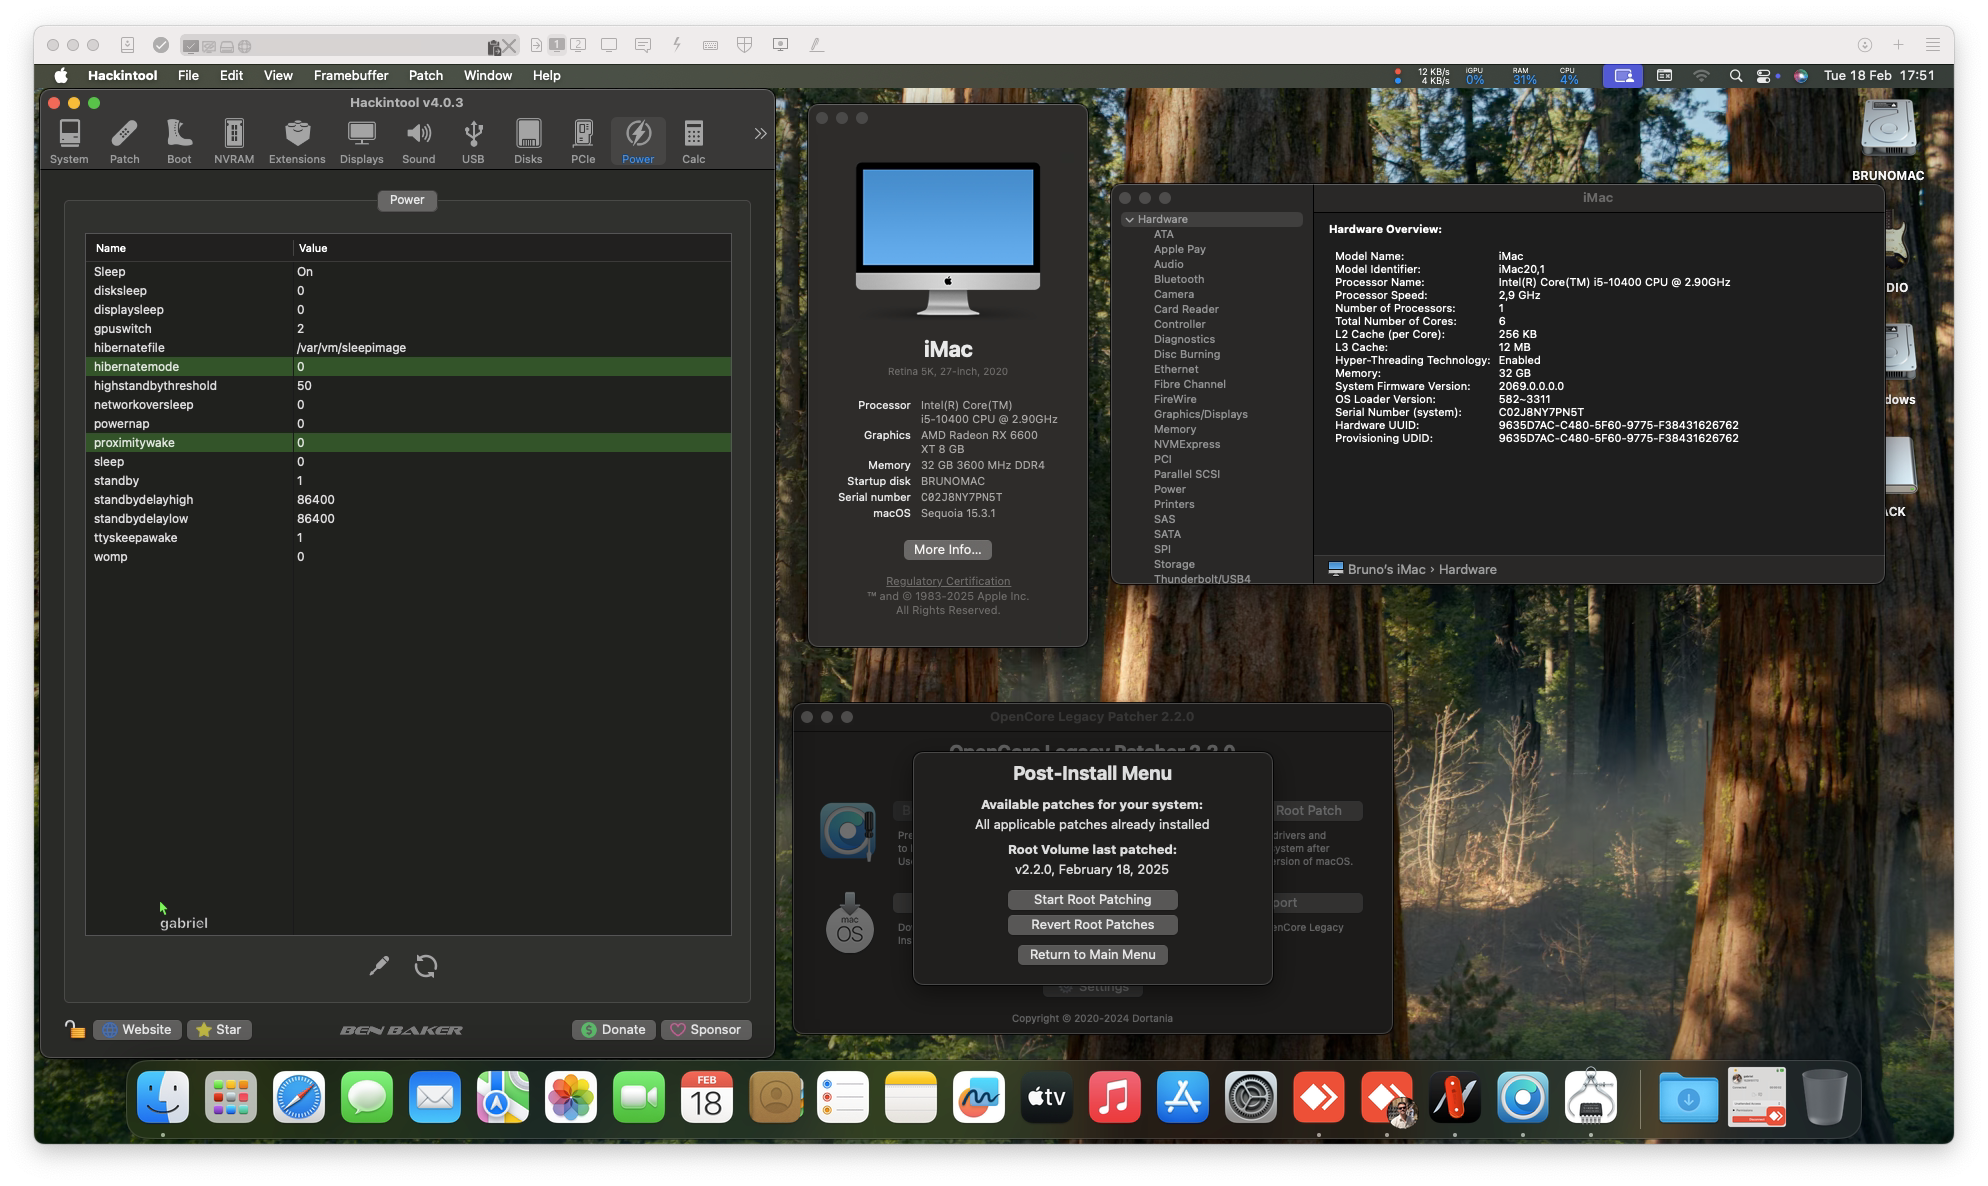 1 2
Hackintool File Edit View Framebuffer Patch Window Help
12 KB/s
4 KB/s
iGPU
0%
RAM
31%
CPU
4%
Tue 18 Feb 17:51
Hackintool v4.0.3
System Patch Boot NVRAM Extensions Displays Sound USB Disks PCIe Power Calc
Power
Name Value
Sleep On
disksleep 0
displaysleep 0
gpuswitch 2
hibernatefile /var/vm/sleepimage
hibernatemode 0
highstandbythreshold 50
networkoversleep 0
powernap 0
proximitywake 0
sleep 0
standby 1
standbydelayhigh 86400
standbydelaylow 86400
ttyskeepawake 1
womp 0
gabriel
Website Star BEN BAKER Donate Sponsor
iMac
Retina 5K, 27-inch, 2020
Processor Intel(R) Core(TM)
i5-10400 CPU @ 2.90GHz
Graphics AMD Radeon RX 6600
XT 8 GB
Memory 32 GB 3600 MHz DDR4
Startup disk BRUNOMAC
Serial number C02J8NY7PN5T
macOS Sequoia 15.3.1
More Info...
Regulatory Certification
™ and © 1983-2025 Apple Inc.
All Rights Reserved.
iMac
Hardware
ATA
Apple Pay
Audio
Bluetooth
Camera
Card Reader
Controller
Diagnostics
Disc Burning
Ethernet
Fibre Channel
FireWire
Graphics/Displays
Memory
NVMExpress
PCI
Parallel SCSI
Power
Printers
SAS
SATA
SPI
Storage
Thunderbolt/USB4
Hardware Overview:
Model Name: iMac
Model Identifier: iMac20,1
Processor Name: Intel(R) Core(TM) i5-10400 CPU @ 2.90GHz
Processor Speed: 2,9 GHz
Number of Processors: 1
Total Number of Cores: 6
L2 Cache (per Core): 256 KB
L3 Cache: 12 MB
Hyper-Threading Technology: Enabled
Memory: 32 GB
System Firmware Version: 2069.0.0.0.0
OS Loader Version: 582~3311
Serial Number (system): C02J8NY7PN5T
Hardware UUID: 9635D7AC-C480-5F60-9775-F38431626762
Provisioning UDID: 9635D7AC-C480-5F60-9775-F38431626762
Bruno's iMac › Hardware
BRUNOMAC
DIO
dows
ACK
OpenCore Legacy Patcher 2.2.0
OpenCore Legacy Patcher 2.2.0
Post-Install Menu
Available patches for your system:
All applicable patches already installed
Root Volume last patched:
v2.2.0, February 18, 2025
Start Root Patching
Revert Root Patches
Return to Main Menu
B
Pre
to i
Us
mac
OS
Do
Ins
Root Patch
drivers and
ystem after
ersion of macOS.
port
enCore Legacy
Settings
Copyright © 2020-2024 Dortania
FEB
18
tv